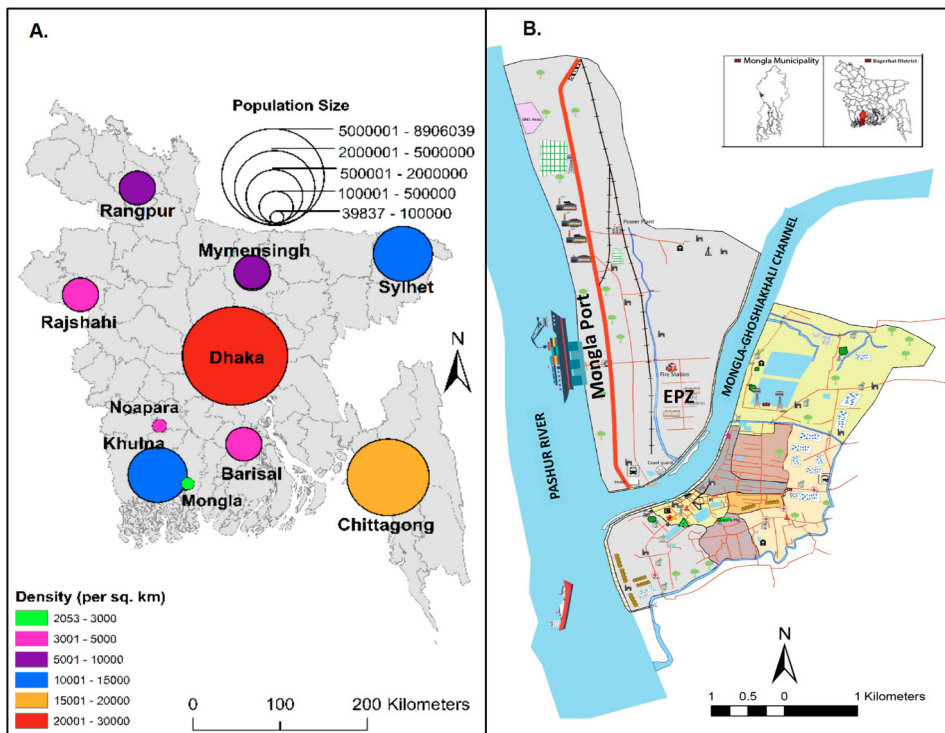 A.
Population Size
5000001 - 8906039
2000001 - 5000000
500001 - 2000000
100001 - 500000
39837 - 100000
Rangpur
Mymensingh
Sylhet
Rajshahi
Dhaka
N
Noapara
Khulna
Barisal
Mongla
Chittagong
Density (per sq. km)
2053 - 3000
3001 - 5000
5001 - 10000
10001 - 15000
15001 - 20000
20001 - 30000
0 100 200 Kilometers
B.
Mongla Municipality
Bagerhat District
Power Plant
MONGLA-GHOSHIAKHALI CHANNEL
Mongla Port
Fire Station
EPZ
PASHUR RIVER
Coast guard
N
1 0.5 0 1 Kilometers